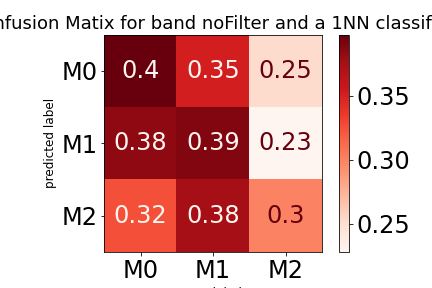 nfusion Matix for band noFilter and a 1NN classif
M0 0.4 0.35 0.25
M1 0.38 0.39 0.23
M2 0.32 0.38 0.3
M0 M1 M2
predicted label
0.35
0.30
0.25